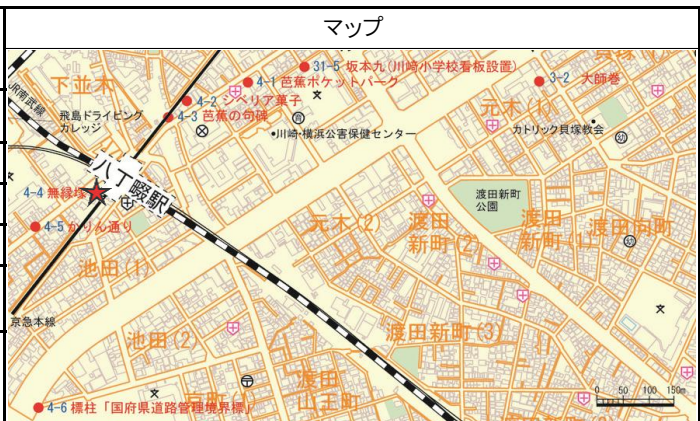 マップ
31-5 坂本九(川崎小学校看板設置)
4-1 芭蕉ポケットパーク
3-2 大師巻
下並木
JR南武線
4-2 シベリア菓子
飛島ドライビング
カレッジ
4-3 芭蕉の句碑
元木(1)
川崎・横浜公害保健センター
カトリック貝塚教会
八丁畷駅
4-4 無縁塚
渡田新町
公園
4-5 かりん通り
元木(2)
渡田
新町(2)
渡田
新町(1)
渡田向町
池田(1)
京急本線
池田(2)
渡田新町(3)
渡田
山王町
0 50 100 150m
4-6 標柱「国府県道路管理境界標」